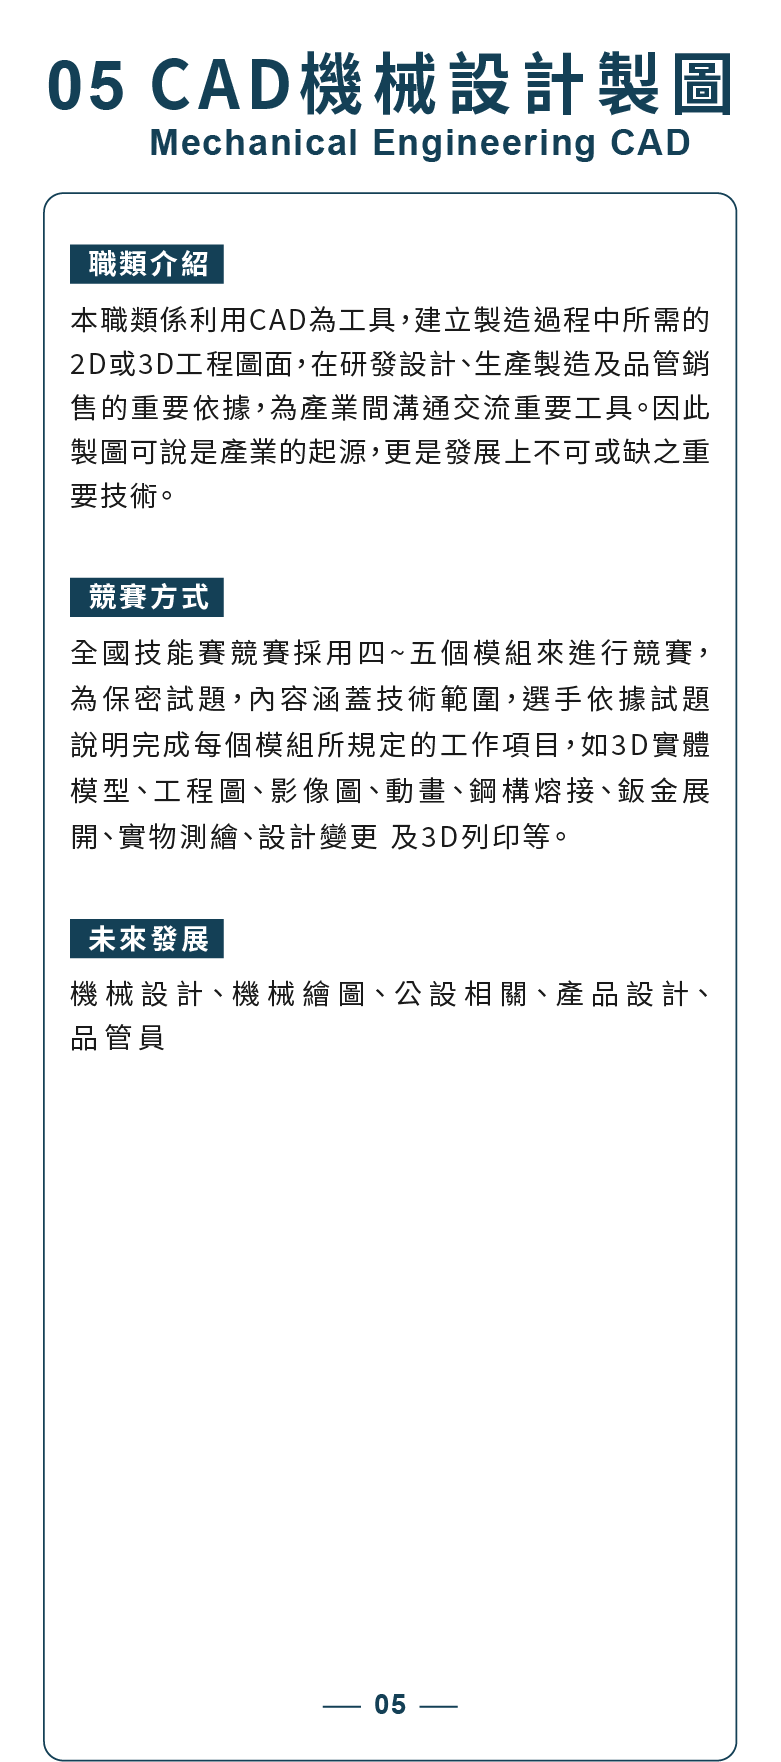 05 CAD機械設計製圖
Mechanical Engineering CAD
職類介紹
本職類係利用CAD為工具，建立製造過程中所需的
2D或3D工程圖面，在研發設計、生產製造及品管銷
售的重要依據，為產業間溝通交流重要工具。因此
製圖可說是產業的起源，更是發展上不可或缺之重
要技術。
競賽方式
全國技能賽競賽採用四~五個模組來進行競賽，
為保密試題，內容涵蓋技術範圍，選手依據試題
說明完成每個模組所規定的工作項目，如3D實體
模型、工程圖、影像圖、動畫、鋼構熔接、鈑金展
開、實物測繪、設計變更 及3D列印等。
未來發展
機械設計、機械繪圖、公設相關、產品設計、
品管員
05